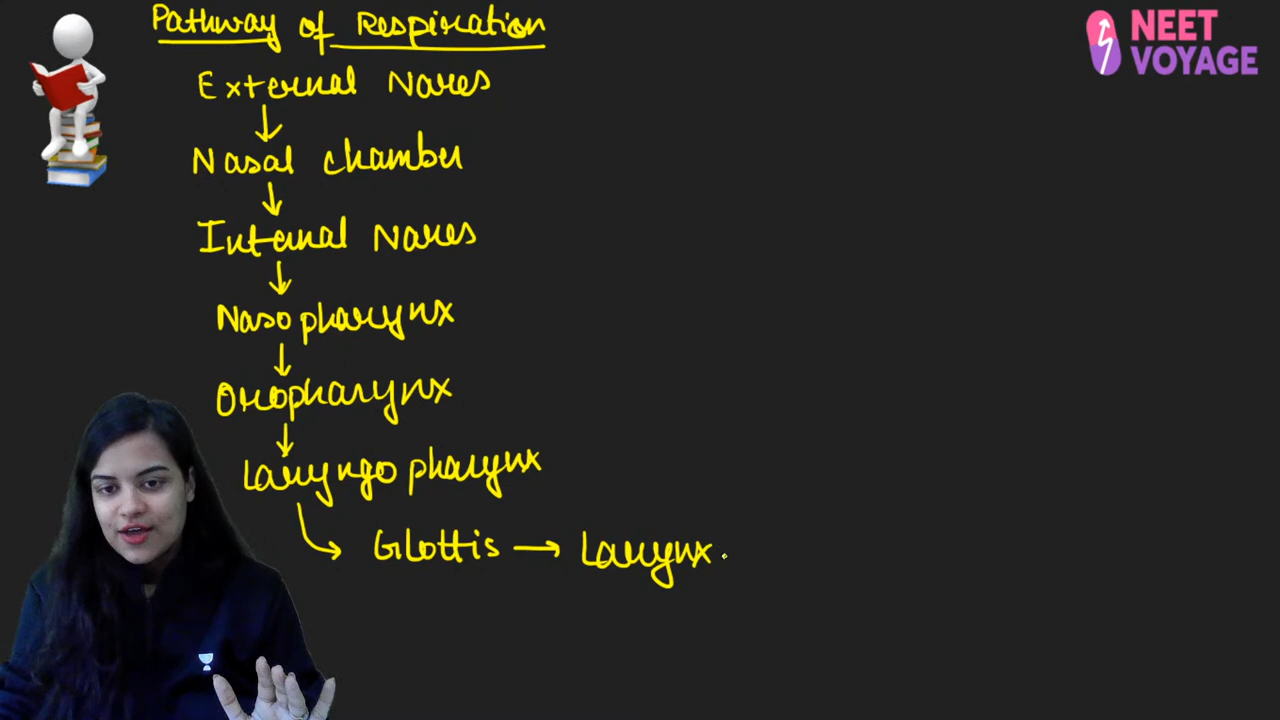 Pathway of Respiration
NEET
VOYAGE
External Nares
↓
Nasal chamber
↓
Internal Nares
↓
Nasopharynx
↓
Oropharynx
↓
Laryngopharynx
↳ Glottis → Larynx